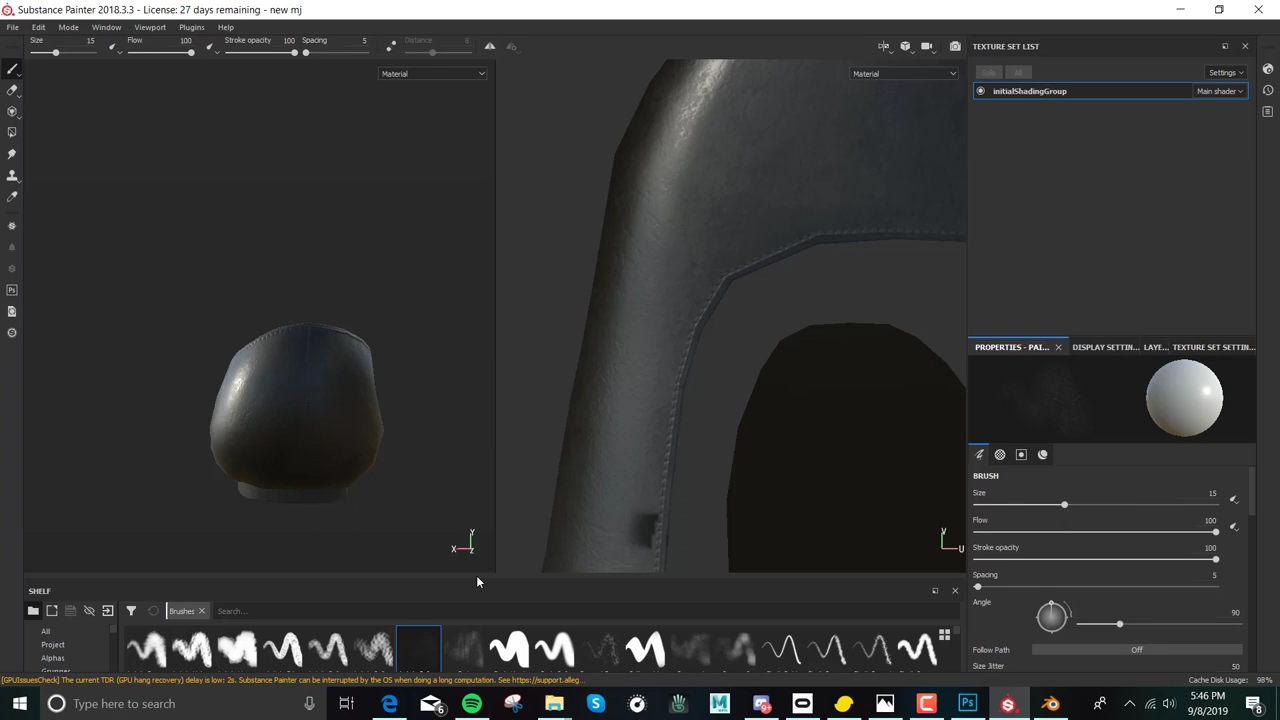 Substance Painter 2018.3.3 - License: 27 days remaining - new mj
File Edit Mode Window Viewport Plugins Help
Size 15 Flow 100 Stroke opacity 100 Spacing 5 Distance 8
Material
Material
TEXTURE SET LIST
Solo All Settings
initialShadingGroup Main shader
PROPERTIES - PAI... DISPLAY SETTIN... LAYE... TEXTURE SET SETTIN...
BRUSH
Size 15
Flow 100
Stroke opacity 100
Spacing 5
Angle 90
Follow Path Off
Size Jitter 50
Y
X Z
V
U
SHELF
Brushes Search...
All
Project
Alphas
Grunges
[GPUIssuesCheck] The current TDR (GPU hang recovery) delay is low: 2s. Substance Painter can be interrupted by the OS when doing a long computation. See https://support.alleg... Cache Disk Usage: 98%
Type here to search
5:46 PM
9/8/2019